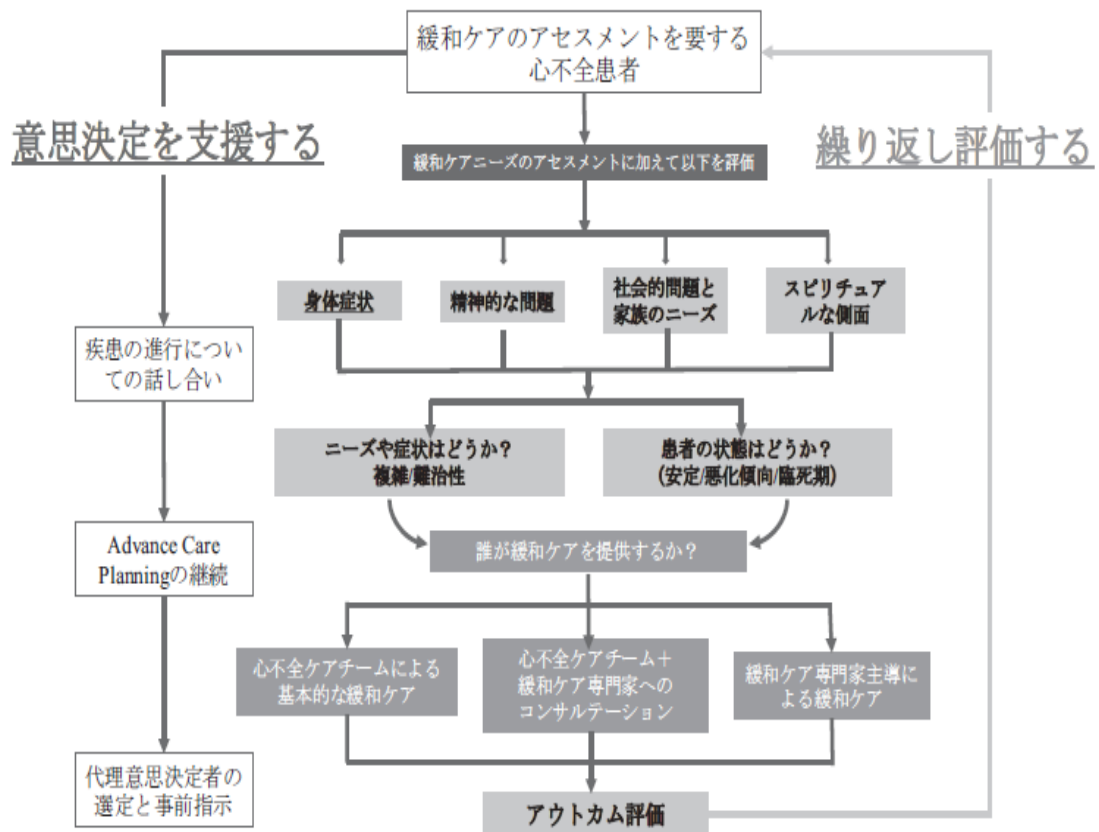 緩和ケアのアセスメントを要する
心不全患者
意思決定を支援する
繰り返し評価する
緩和ケアニーズのアセスメントに加えて以下を評価
身体症状
精神的な問題
社会的問題と
家族のニーズ
スピリチュア
ルな側面
疾患の進行につい
ての話し合い
ニーズや症状はどうか？
複雑/難治性
患者の状態はどうか？
(安定/悪化傾向/臨死期)
Advance Care
Planningの継続
誰が緩和ケアを提供するか？
心不全ケアチームによる
基本的な緩和ケア
心不全ケアチーム＋
緩和ケア専門家への
コンサルテーション
緩和ケア専門家主導に
よる緩和ケア
代理意思決定者の
選定と事前指示
アウトカム評価